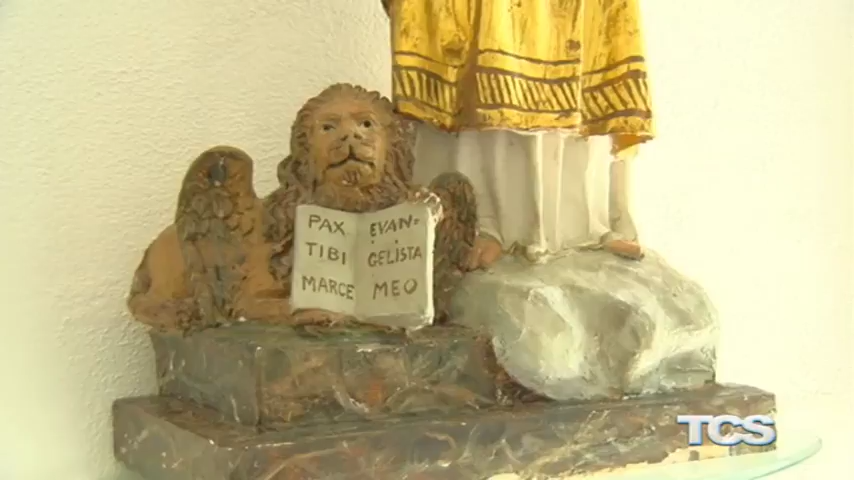 PAX
TIBI
MARCE
EVAN-
GELISTA
MEO
TCS